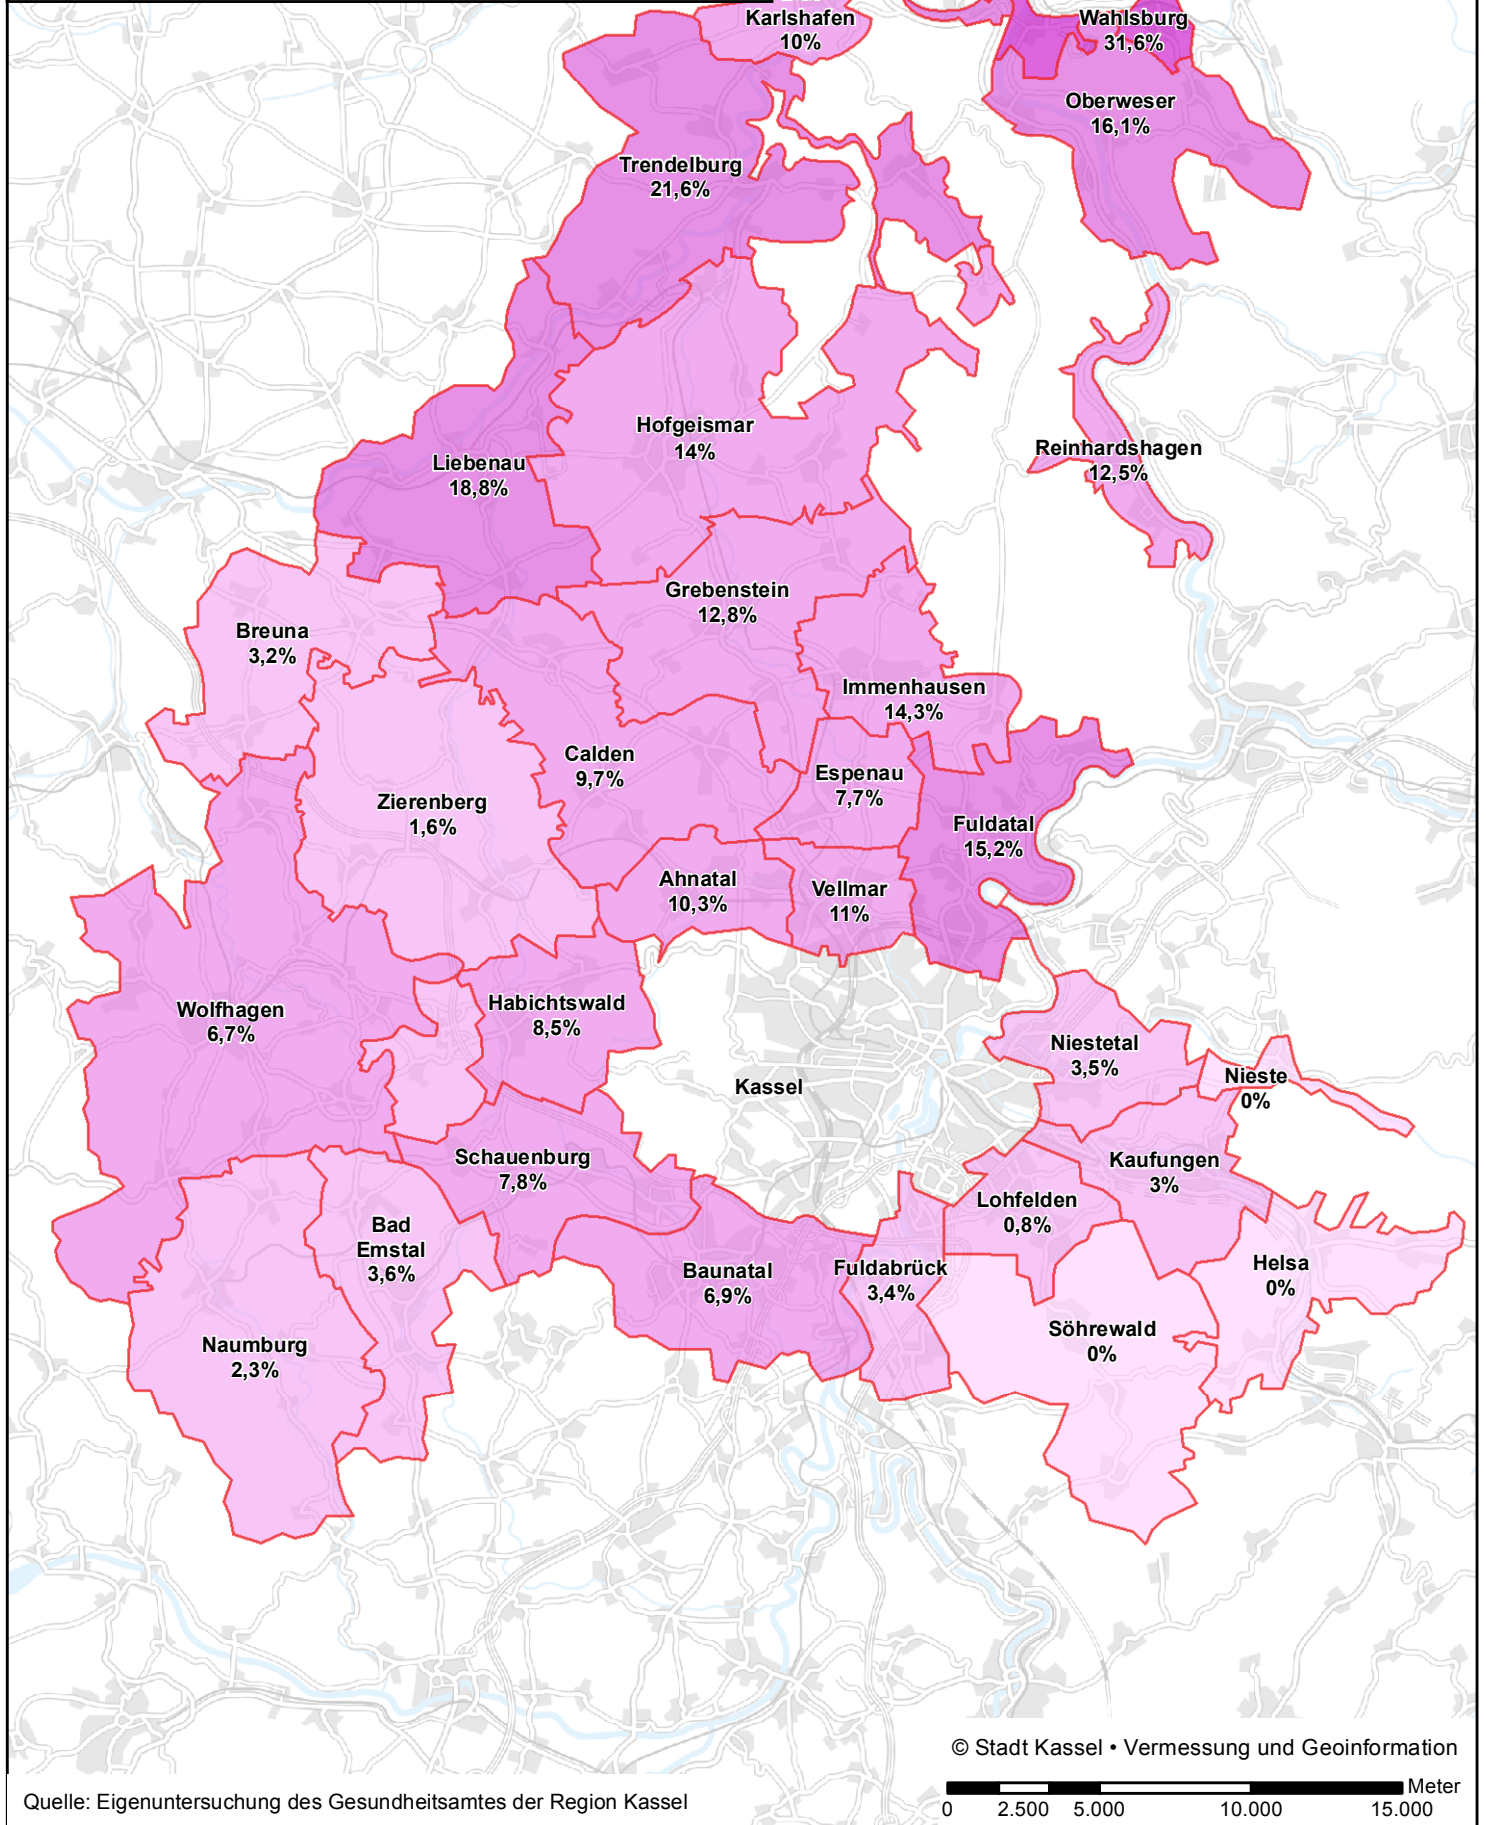 Karlshafen
10%
Wahlsburg
31,6%
Oberweser
16,1%
Trendelburg
21,6%
Hofgeismar
14%
Reinhardshagen
12,5%
Liebenau
18,8%
Grebenstein
12,8%
Breuna
3,2%
Immenhausen
14,3%
Calden
9,7%
Espenau
7,7%
Zierenberg
1,6%
Fuldatal
15,2%
Ahnatal
10,3%
Vellmar
11%
Wolfhagen
6,7%
Habichtswald
8,5%
Niestetal
3,5%
Nieste
0%
Kassel
Schauenburg
7,8%
Kaufungen
3%
Lohfelden
0,8%
Bad
Emstal
3,6%
Baunatal
6,9%
Fuldabrück
3,4%
Helsa
0%
Söhrewald
0%
Naumburg
2,3%
© Stadt Kassel • Vermessung und Geoinformation
Quelle: Eigenuntersuchung des Gesundheitsamtes der Region Kassel
Meter
0 2.500 5.000 10.000 15.000